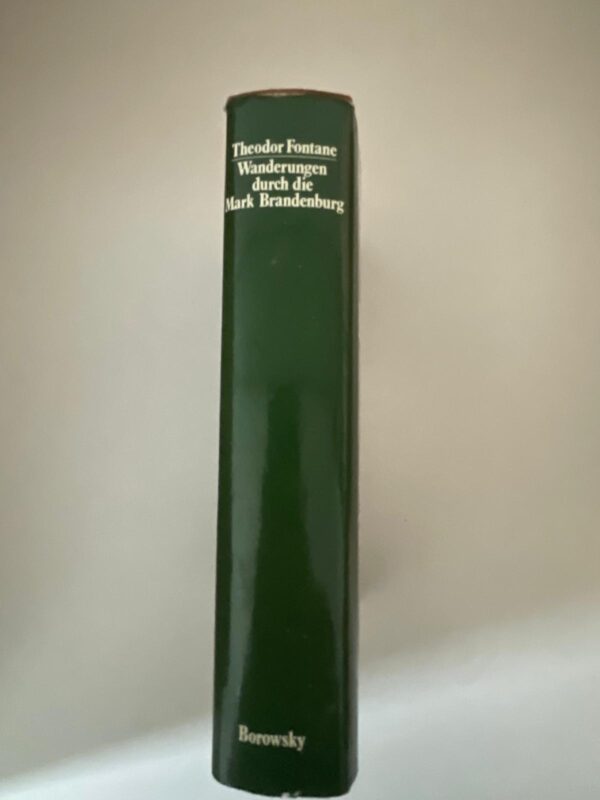 Theodor Fontane
Wanderungen
durch die
Mark Brandenburg
Borowsky